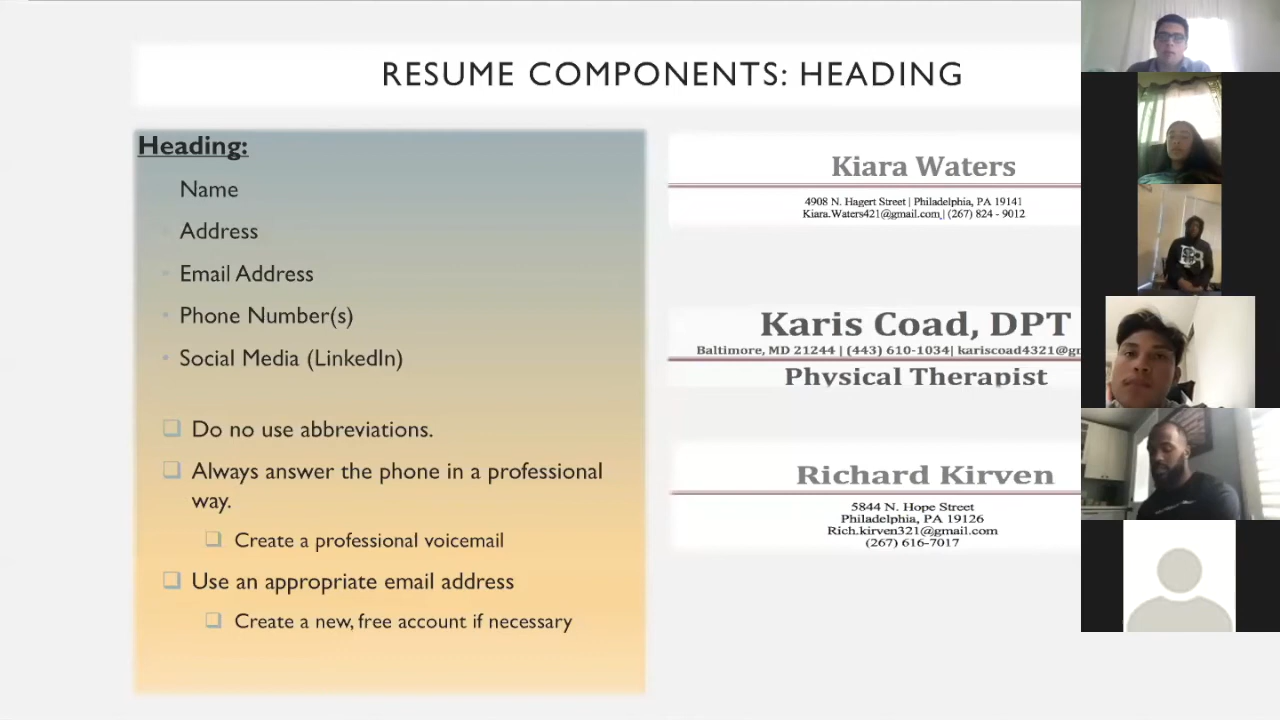 RESUME COMPONENTS: HEADING
Heading:
Name
Address
Email Address
Phone Number(s)
Social Media (LinkedIn)
Do no use abbreviations.
Always answer the phone in a professional
way.
Create a professional voicemail
Use an appropriate email address
Create a new, free account if necessary
Kiara Waters
4908 N. Hagert Street | Philadelphia, PA 19141
Kiara.Waters421@gmail.com | (267) 824 - 9012
Karis Coad, DPT
Baltimore, MD 21244 | (443) 610-1034| kariscoad4321@g
Physical Therapist
Richard Kirven
5844 N. Hope Street
Philadelphia, PA 19126
Rich.kirven321@gmail.com
(267) 616-7017